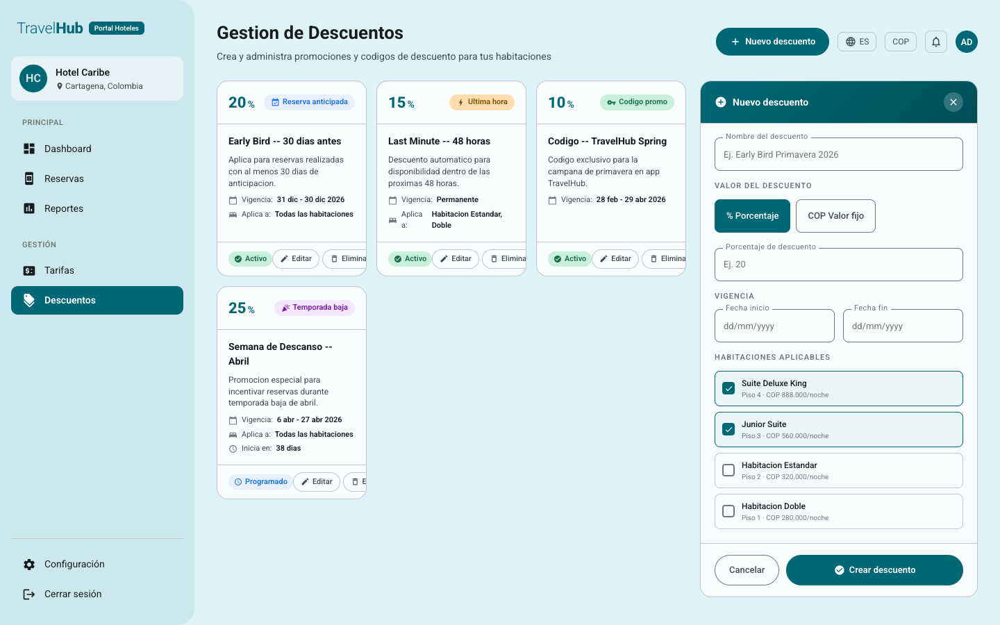 TravelHub Portal Hoteles
HC
Hotel Caribe
Cartagena, Colombia
PRINCIPAL
Dashboard
Reservas
Reportes
GESTIÓN
Tarifas
Descuentos
Configuración
Cerrar sesión
Gestion de Descuentos
Crea y administra promociones y codigos de descuento para tus habitaciones
Nuevo descuento
ES
COP
AD
20 %
Reserva anticipada
Early Bird -- 30 dias antes
Aplica para reservas realizadas
con al menos 30 dias de
anticipacion.
Vigencia: 31 dic - 30 dic 2026
Aplica a: Todas las habitaciones
Activo
Editar
Elimina
15 %
Ultima hora
Last Minute -- 48 horas
Descuento automatico para
disponibilidad dentro de las
proximas 48 horas.
Vigencia: Permanente
Aplica a: Habitacion Estandar,
Doble
Activo
Editar
Elimina
10 %
Codigo promo
Codigo -- TravelHub Spring
Codigo exclusivo para la
campana de primavera en app
TravelHub.
Vigencia: 28 feb - 29 abr 2026
Activo
Editar
Elimina
25 %
Temporada baja
Semana de Descanso --
Abril
Promocion especial para
incentivar reservas durante
temporada baja de abril.
Vigencia: 6 abr - 27 abr 2026
Aplica a: Todas las habitaciones
Inicia en: 38 dias
Programado
Editar
E
Nuevo descuento
Nombre del descuento
Ej. Early Bird Primavera 2026
VALOR DEL DESCUENTO
% Porcentaje
COP Valor fijo
Porcentaje de descuento
Ej. 20
VIGENCIA
Fecha inicio
dd/mm/yyyy
Fecha fin
dd/mm/yyyy
HABITACIONES APLICABLES
Suite Deluxe King
Piso 4 · COP 888.000/noche
Junior Suite
Piso 3 · COP 560.000/noche
Habitacion Estandar
Piso 2 · COP 320.000/noche
Habitacion Doble
Piso 1 · COP 280.000/noche
Cancelar
Crear descuento